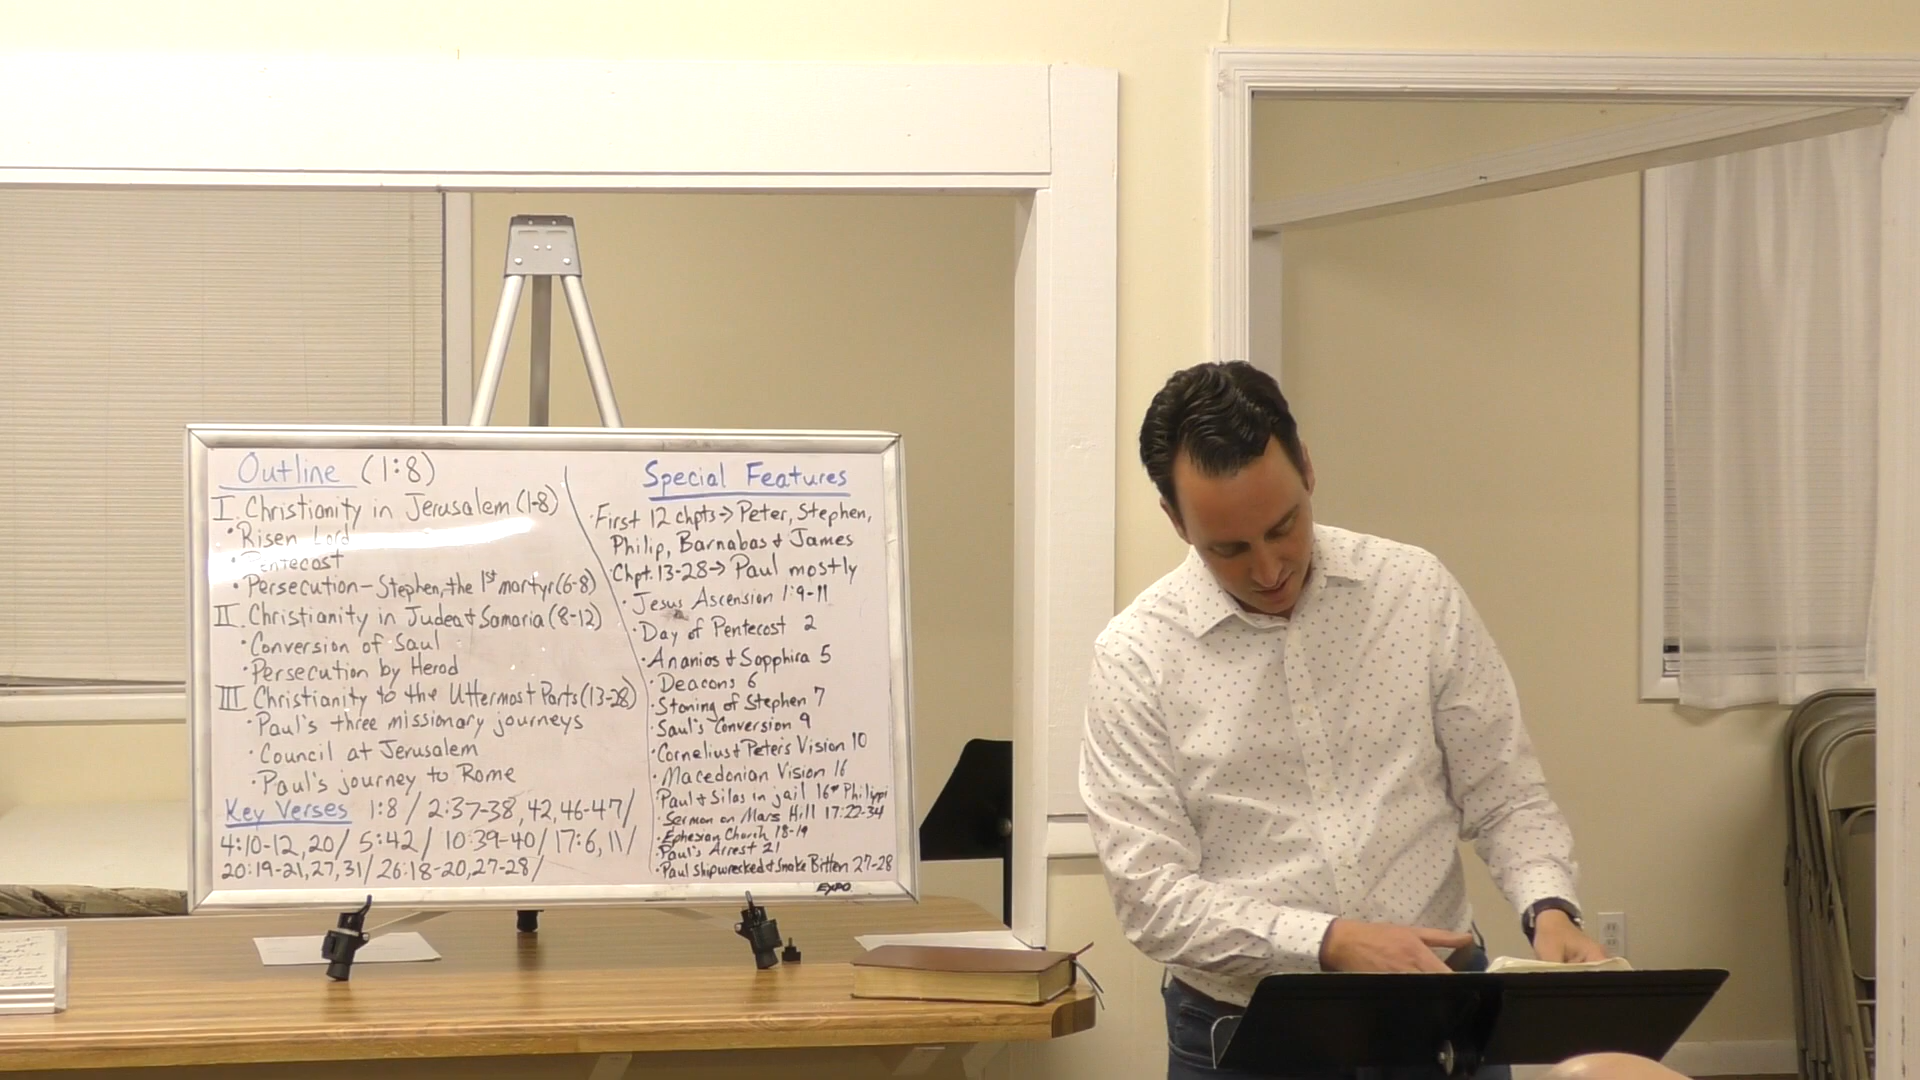 Outline (1:8)
I. Christianity in Jerusalem (1-8)
• Risen Lord
• Pentecost
• Persecution - Stephen, the 1st martyr (6-8)
II. Christianity in Judea & Samaria (8-12)
• Conversion of Saul
• Persecution by Herod
III Christianity to the Uttermost Parts (13-28)
• Paul's three missionary journeys
• Council at Jerusalem
• Paul's journey to Rome
Key Verses 1:8 / 2:37-38, 42, 46-47 /
4:10-12, 20 / 5:42 / 10:39-40 / 17:6, 11 /
20:19-21, 27, 31 / 26:18-20, 27-28 /
Special Features
• First 12 chpts → Peter, Stephen,
Philip, Barnabas & James
• Chpt. 13-28 → Paul mostly
• Jesus Ascension 1:9-11
• Day of Pentecost 2
• Ananios & Sapphira 5
• Deacons 6
• Stoning of Stephen 7
• Saul's Conversion 9
• Cornelius & Peter's Vision 10
• Macedonian Vision 16
• Paul & Silas in jail 16 Philippi
• Sermon on Mars Hill 17:22-34
• Ephesian Church 18-19
• Paul's Arrest 21
• Paul shipwrecked & Snake Bitten 27-28
EXPO